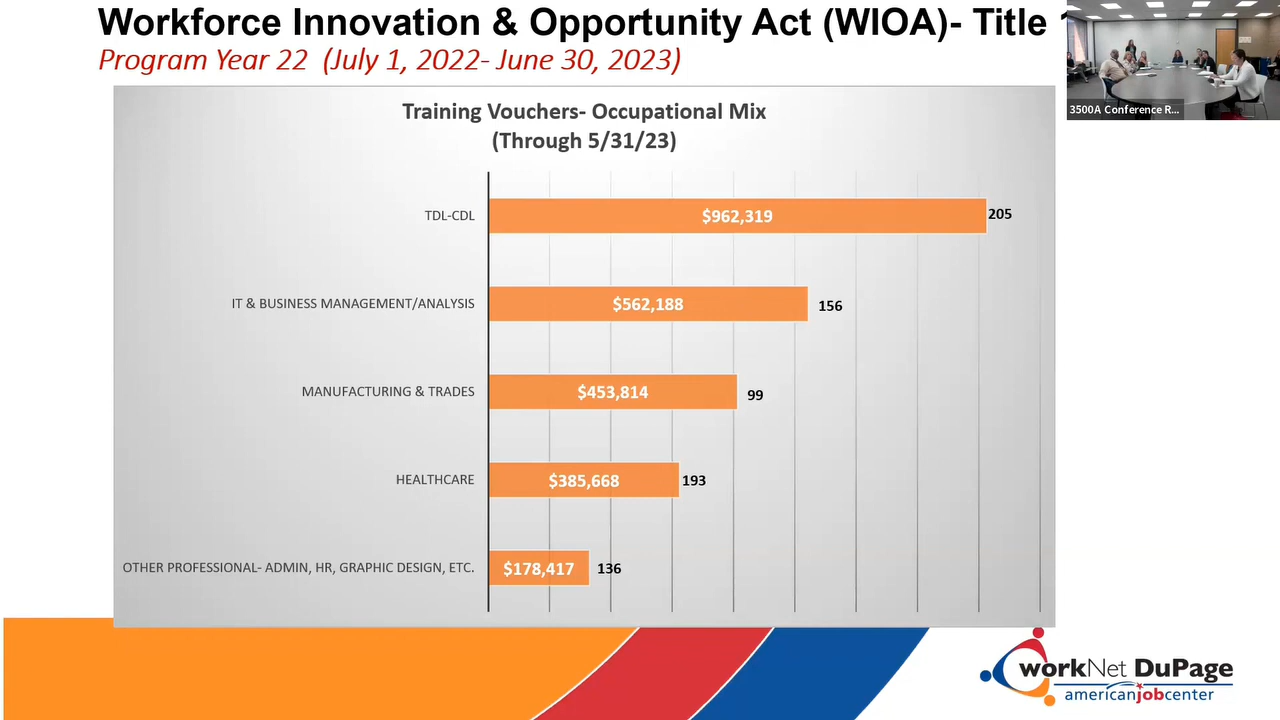 Workforce Innovation & Opportunity Act (WIOA)- Title
Program Year 22 (July 1, 2022- June 30, 2023)
3500A Conference R...
Training Vouchers- Occupational Mix
(Through 5/31/23)
TDL-CDL $962,319 205
IT & BUSINESS MANAGEMENT/ANALYSIS $562,188 156
MANUFACTURING & TRADES $453,814 99
HEALTHCARE $385,668 193
OTHER PROFESSIONAL- ADMIN, HR, GRAPHIC DESIGN, ETC. $178,417 136
workNet DuPage
americanjobcenter